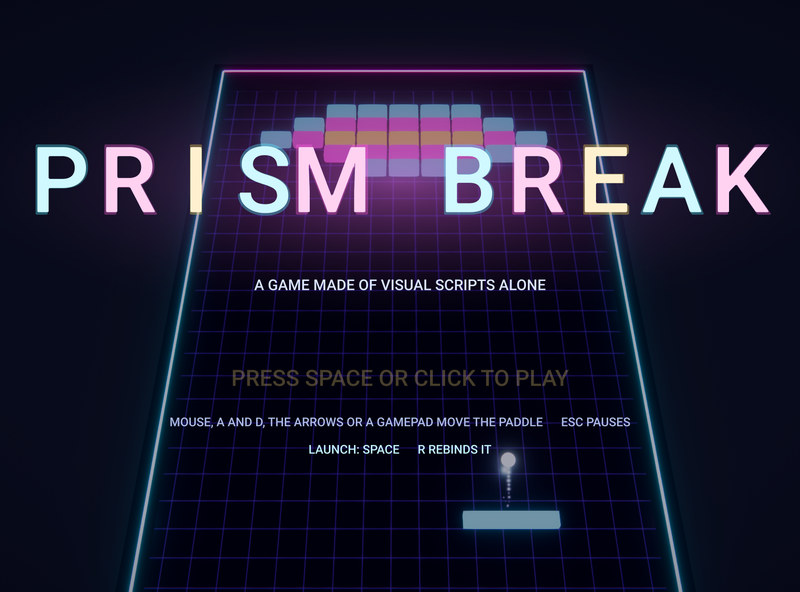 PRISM BREAK
A GAME MADE OF VISUAL SCRIPTS ALONE
PRESS SPACE OR CLICK TO PLAY
MOUSE, A AND D, THE ARROWS OR A GAMEPAD MOVE THE PADDLE ESC PAUSES
LAUNCH: SPACE R REBINDS IT